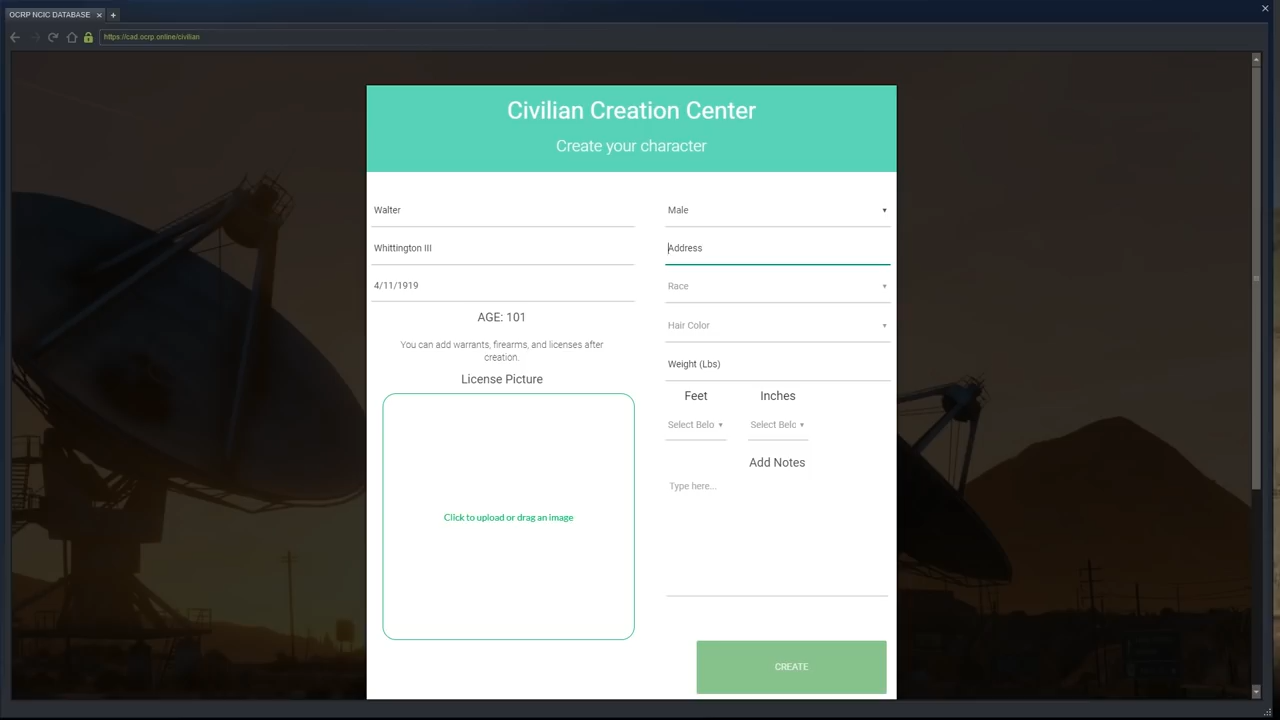 OCRP NCIC DATABASE
https://cad.ocrp.online/civilian
Civilian Creation Center
Create your character
Walter
Whittington III
4/11/1919
AGE: 101
You can add warrants, firearms, and licenses after
creation.
License Picture
Click to upload or drag an image
Male
Address
Race
Hair Color
Weight (Lbs)
Feet Inches
Select Belo Select Belc
Add Notes
Type here...
CREATE